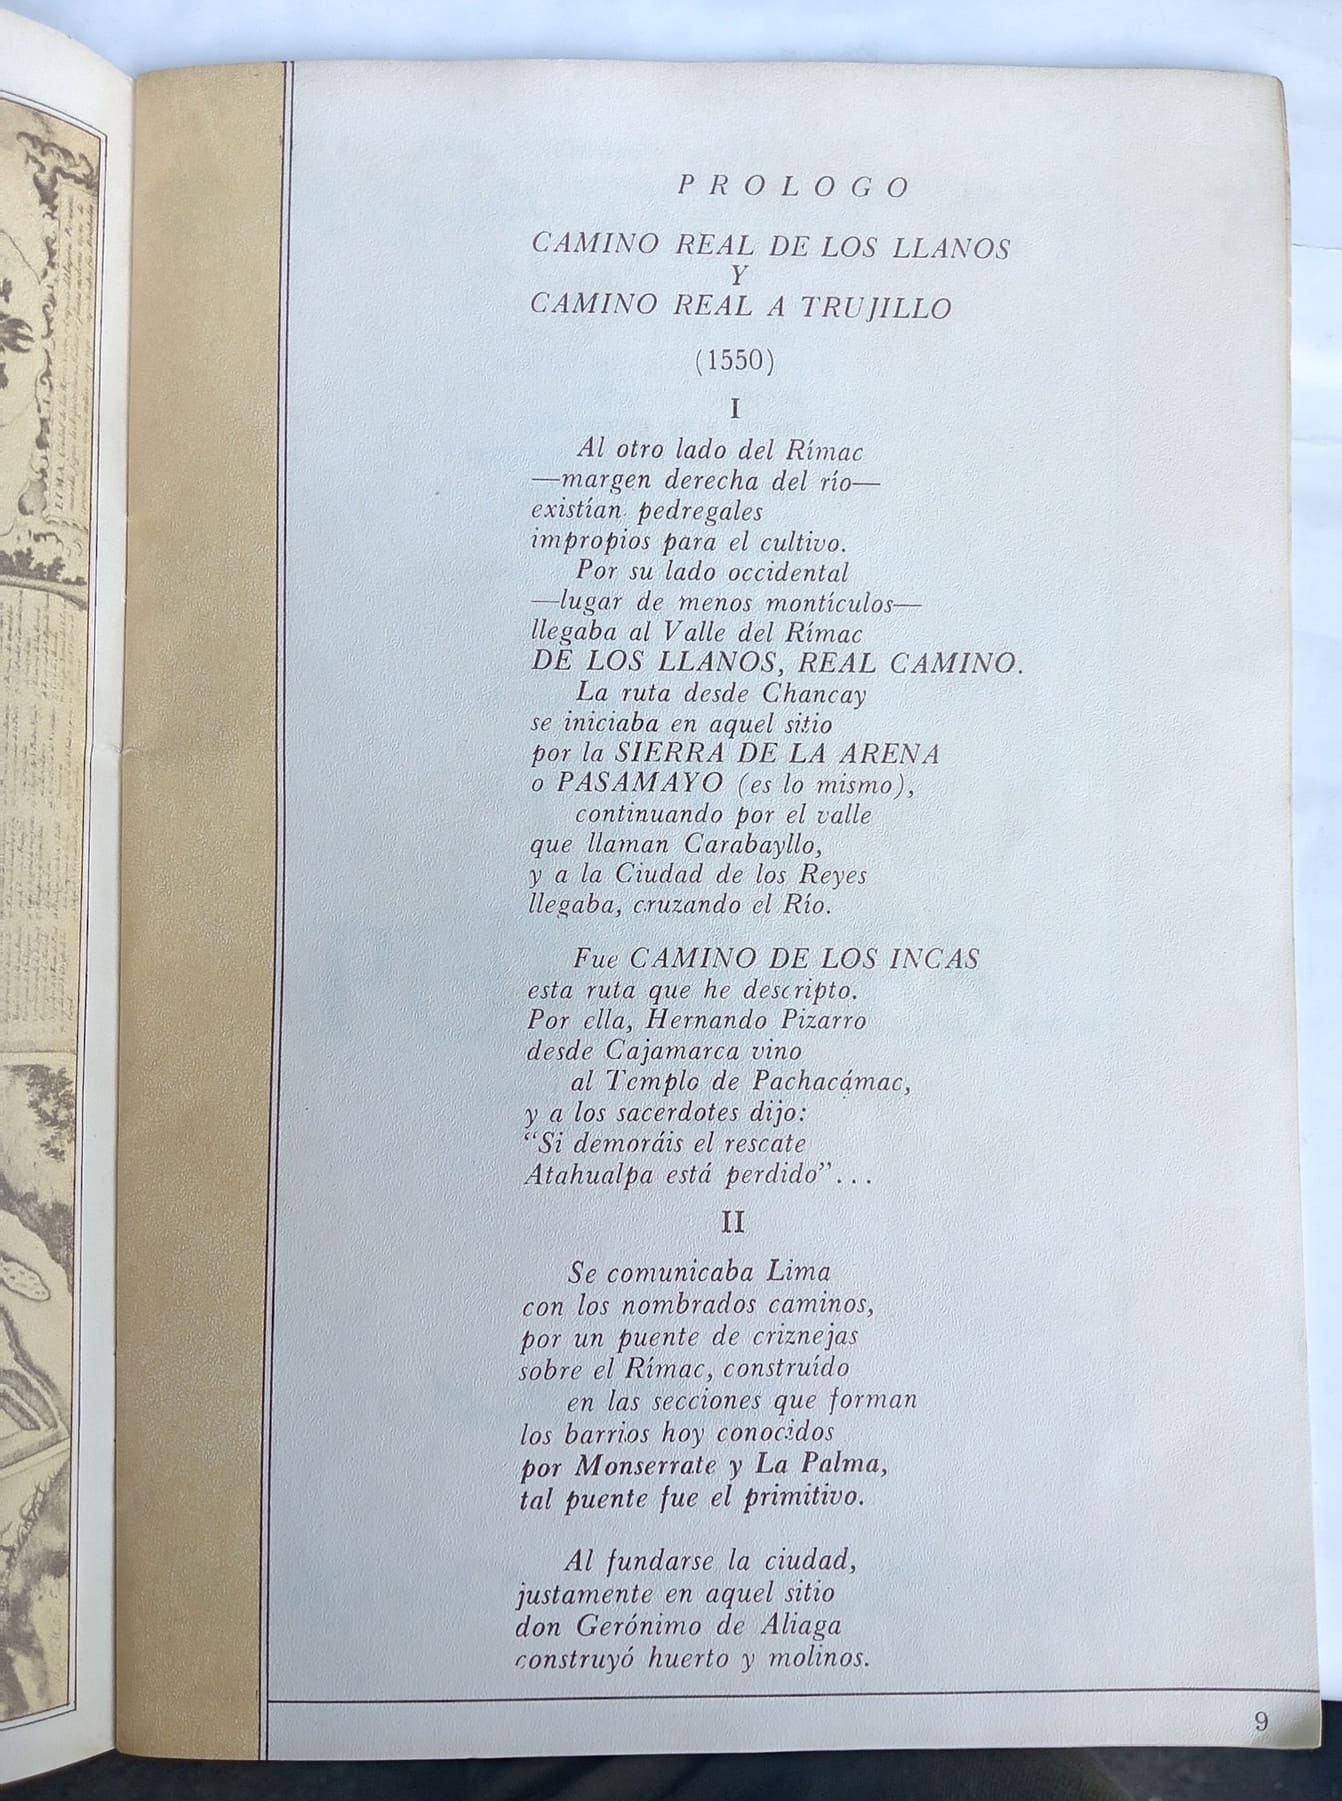 PROLOGO
CAMINO REAL DE LOS LLANOS
Y
CAMINO REAL A TRUJILLO
(1550)
I
Al otro lado del Rímac
—margen derecha del río—
existían pedregales
impropios para el cultivo.
Por su lado occidental
—lugar de menos montículos—
llegaba al Valle del Rímac
DE LOS LLANOS, REAL CAMINO.
La ruta desde Chancay
se iniciaba en aquel sitio
por la SIERRA DE LA ARENA
o PASAMAYO (es lo mismo),
continuando por el valle
que llaman Carabayllo,
y a la Ciudad de los Reyes
llegaba, cruzando el Río.
Fue CAMINO DE LOS INCAS
esta ruta que he descripto.
Por ella, Hernando Pizarro
desde Cajamarca vino
al Templo de Pachacámac,
y a los sacerdotes dijo:
“Si demoráis el rescate
Atahualpa está perdido”...
II
Se comunicaba Lima
con los nombrados caminos,
por un puente de criznejas
sobre el Rímac, construído
en las secciones que forman
los barrios hoy conocidos
por Monserrate y La Palma,
tal puente fue el primitivo.
Al fundarse la ciudad,
justamente en aquel sitio
don Gerónimo de Aliaga
construyó huerto y molinos.
9